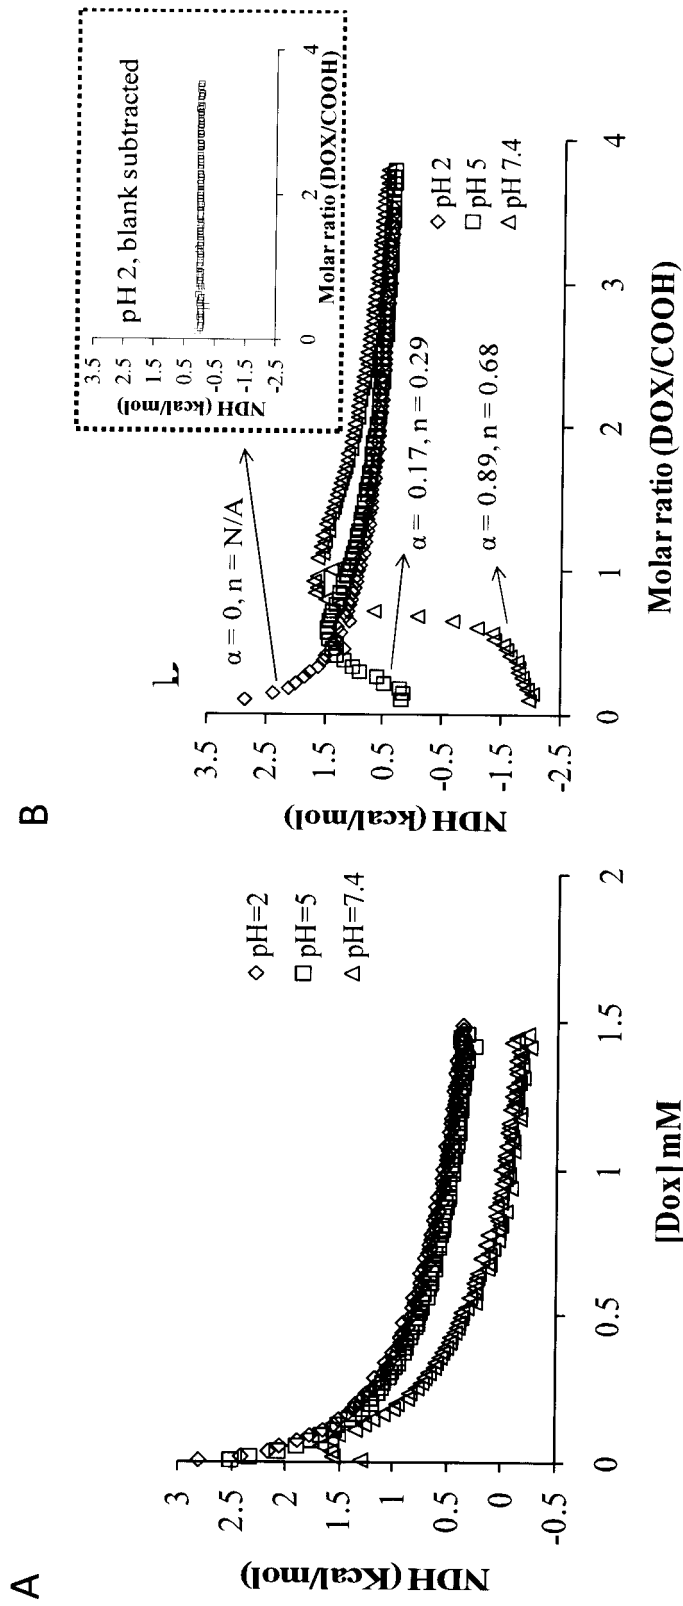 A
NDH (Kcal/mol)
3
2.5
2
1.5
1
0.5
0
-0.5
0
0.5
1
1.5
2
[Dox] mM
pH=2
pH=5
pH=7.4
B
NDH (kcal/mol)
3.5
2.5
1.5
0.5
-0.5
-1.5
-2.5
0
1
2
3
4
Molar ratio (DOX/COOH)
α = 0, n = N/A
α = 0.17, n = 0.29
α = 0.89, n = 0.68
pH 2
pH 5
pH 7.4
pH 2, blank subtracted
NDH (kcal/mol)
3.5
2.5
1.5
0.5
-0.5
-1.5
-2.5
0
2
4
Molar ratio (DOX/COOH)